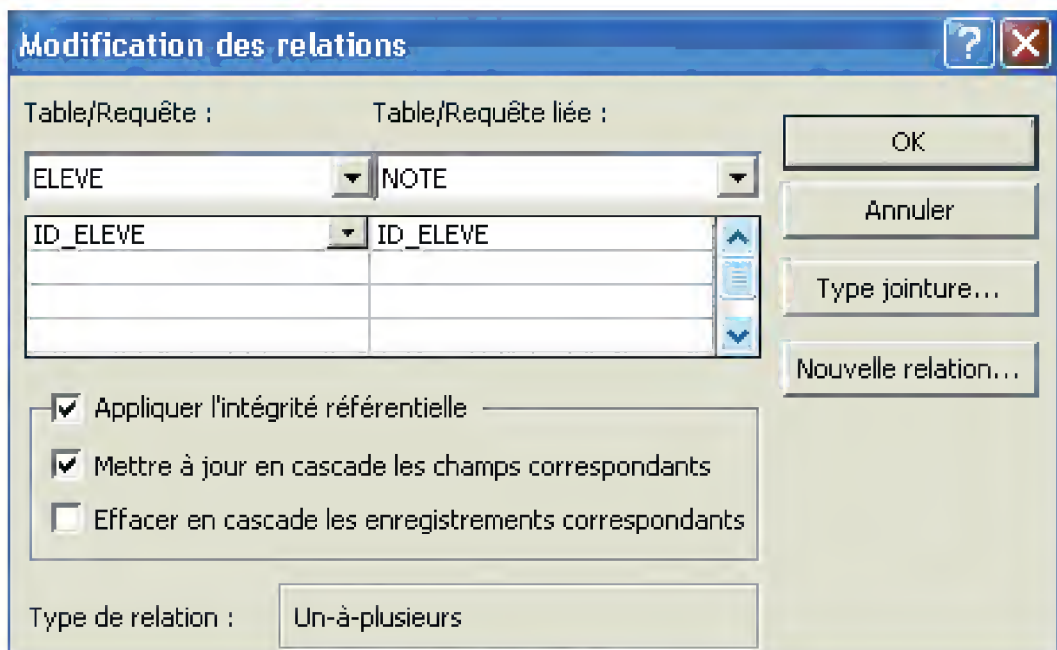 Modification des relations
Table/Requête : Table/Requête liée :
OK
ELEVE NOTE
Annuler
ID_ELEVE ID_ELEVE
Type jointure...
Nouvelle relation...
Appliquer l'intégrité référentielle
Mettre à jour en cascade les champs correspondants
Effacer en cascade les enregistrements correspondants
Type de relation : Un-à-plusieurs